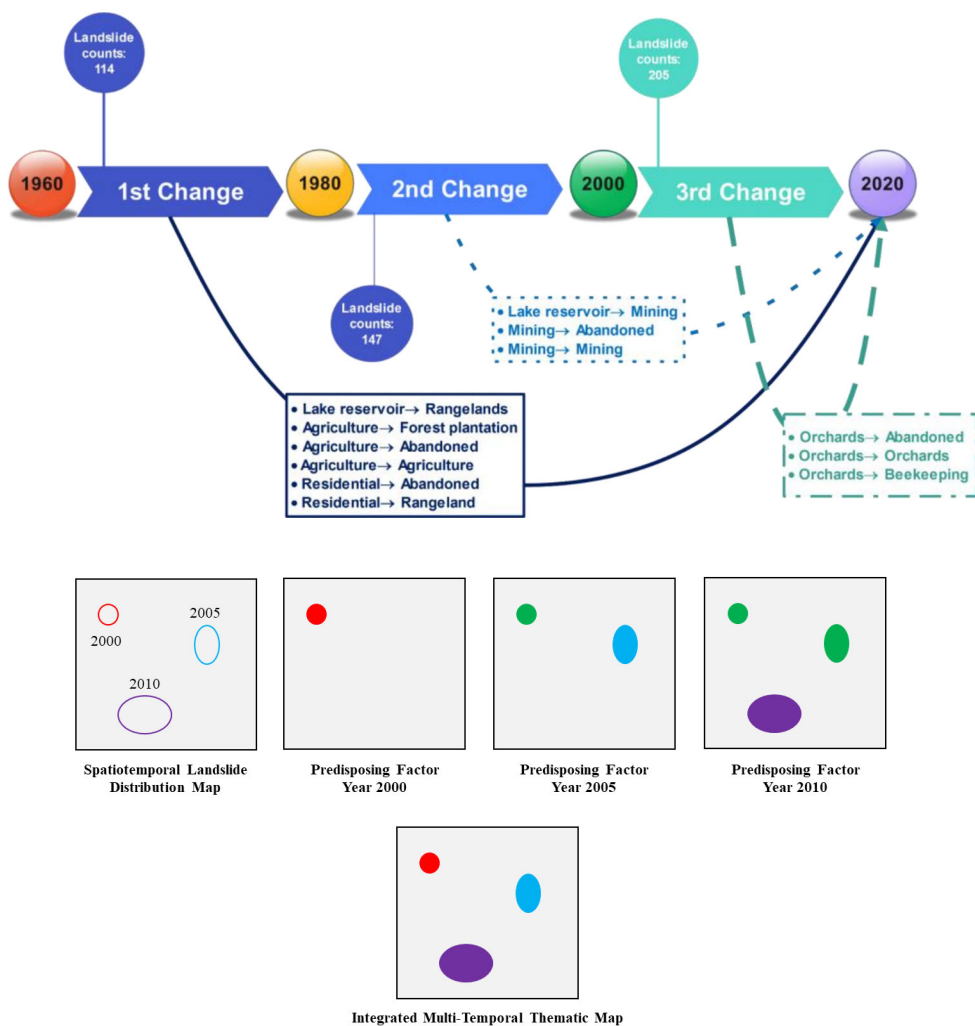 Landslide
counts:
114
Landslide
counts:
205
1960
1st Change
1980
2nd Change
2000
3rd Change
2020
Landslide
counts:
147
• Lake reservoir→ Mining
• Mining→ Abandoned
• Mining→ Mining
• Lake reservoir→ Rangelands
• Agriculture→ Forest plantation
• Agriculture→ Abandoned
• Agriculture→ Agriculture
• Residential→ Abandoned
• Residential→ Rangeland
• Orchards→ Abandoned
• Orchards→ Orchards
• Orchards→ Beekeeping
2000
2005
2010
Spatiotemporal Landslide
Distribution Map
Predisposing Factor
Year 2000
Predisposing Factor
Year 2005
Predisposing Factor
Year 2010
Integrated Multi-Temporal Thematic Map